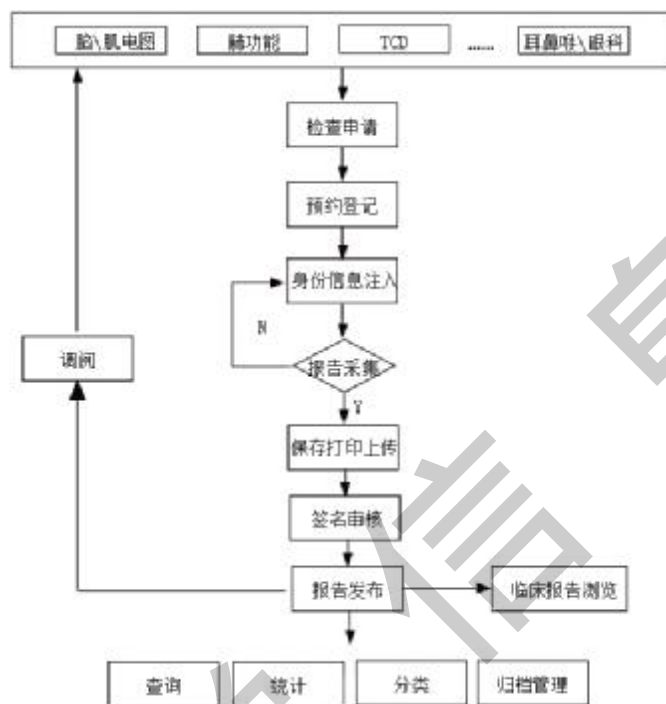 脑\肌电图 肺功能 TCD …… 耳鼻喉\眼科
检查申请
预约登记
身份信息注入
N
调阅
报告采集
Y
保存打印上传
签名审核
报告发布 临床报告浏览
查询 统计 分类 归档管理
信